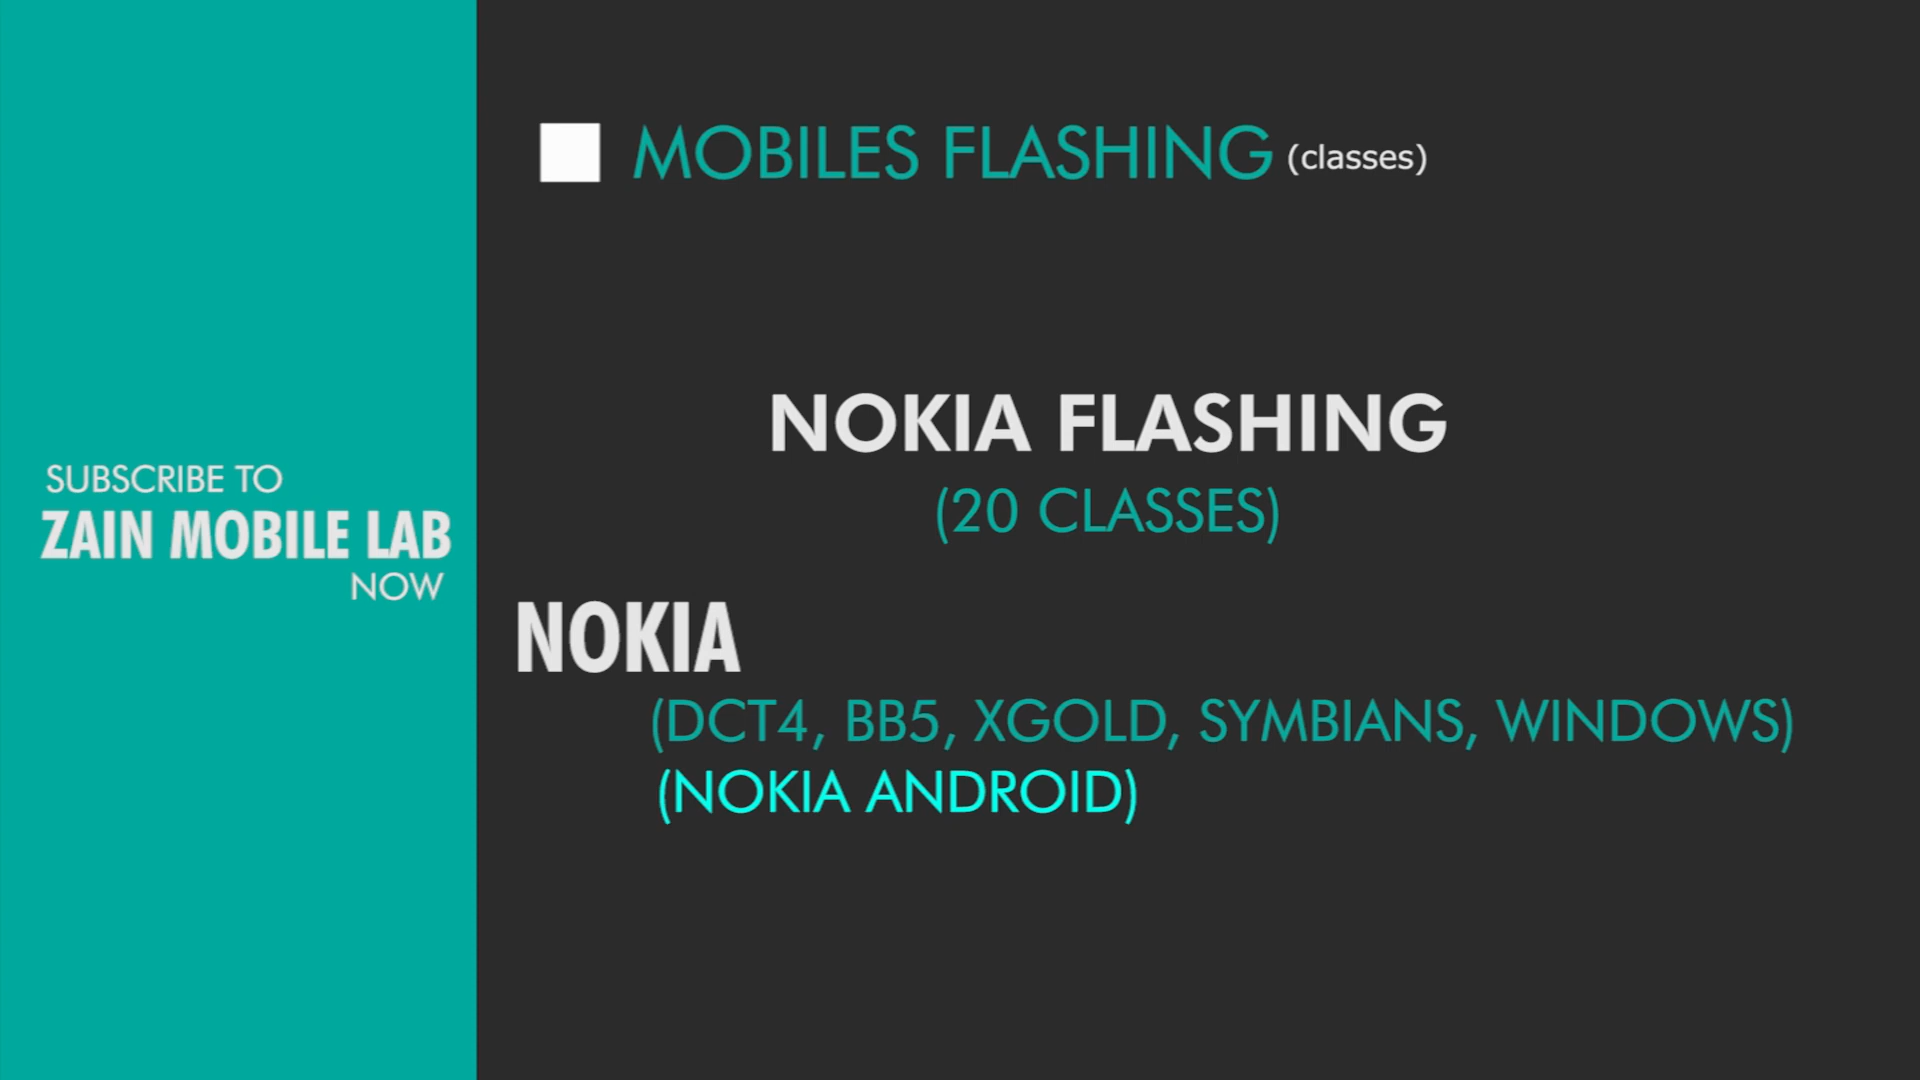 SUBSCRIBE TO
ZAIN MOBILE LAB
NOW
MOBILES FLASHING (classes)
NOKIA FLASHING
(20 CLASSES)
NOKIA
(DCT4, BB5, XGOLD, SYMBIANS, WINDOWS)
(NOKIA ANDROID)